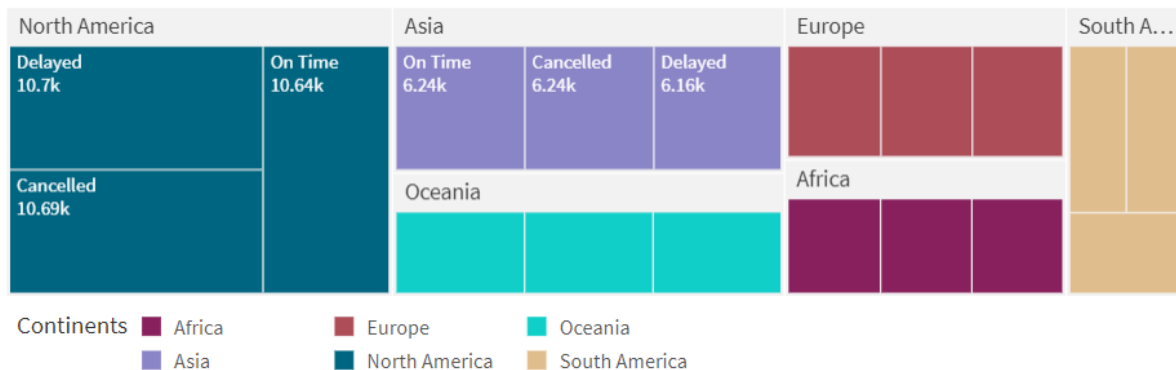 North America
Delayed
10.7k
On Time
10.64k
Cancelled
10.69k
Asia
On Time
6.24k
Cancelled
6.24k
Delayed
6.16k
Oceania
Europe
Africa
South A...
Continents
Africa
Europe
Oceania
Asia
North America
South America